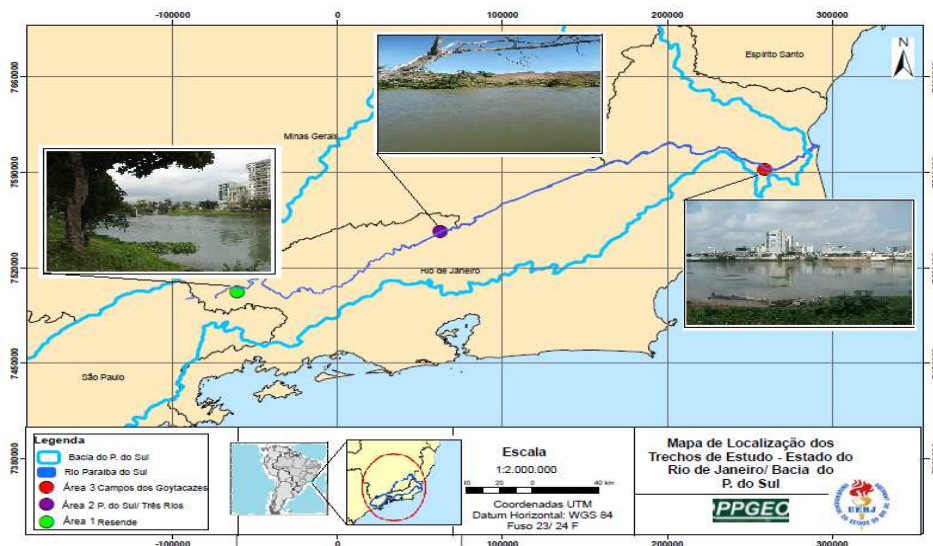 -100000 0 100000 200000 300000
Espírito Santo
N
7660000
Minas Gerais
7590000
7520000
Rio de Janeiro
7450000
São Paulo
7380000
Legenda
Bacia do P. do Sul
Rio Paraiba do Sul
Área 3 Campos dos Goytacazes
Área 2 P. do Sul/ Três Rios
Área 1 Resende
Escala
1:2.000.000
40 km
Coordenadas UTM
Datum Horizontal: WGS 84
Fuso 23/ 24 F
Mapa de Localização dos
Trechos de Estudo - Estado do
Rio de Janeiro/ Bacia do
P. do Sul
PPGEO
UERJ
-100000 0 100000 200000 300000